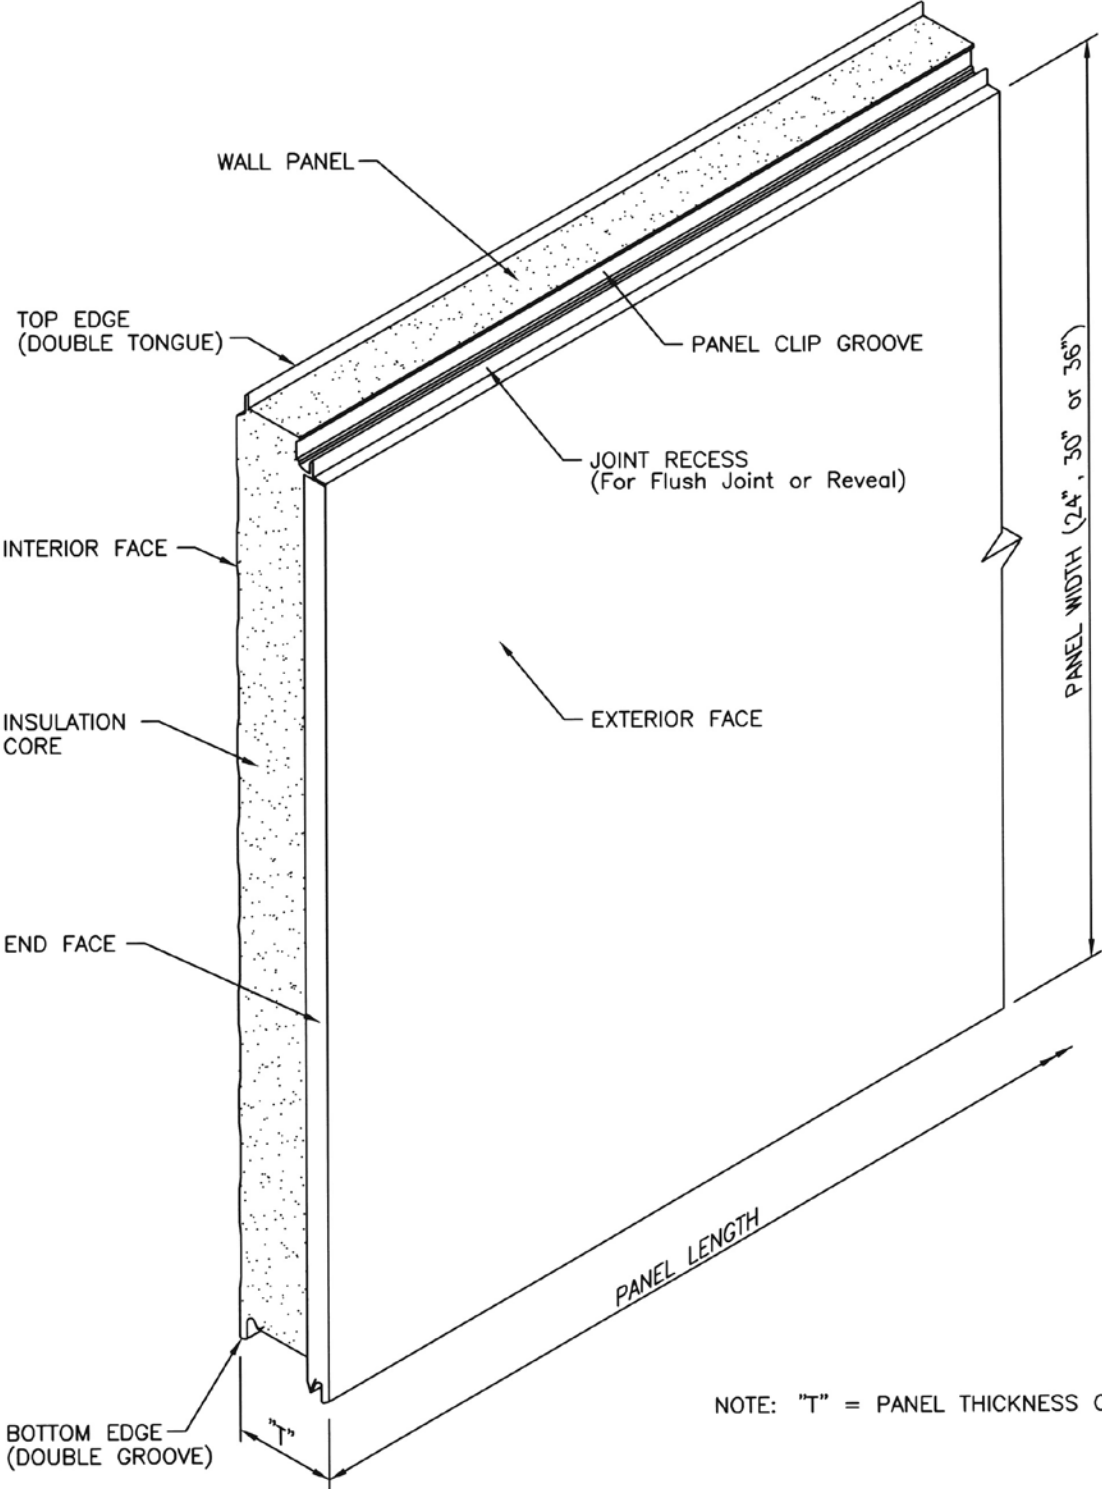 WALL PANEL
TOP EDGE
(DOUBLE TONGUE)
PANEL CLIP GROOVE
JOINT RECESS
(For Flush Joint or Reveal)
PANEL WIDTH (24", 30" or 36")
INTERIOR FACE
INSULATION
CORE
EXTERIOR FACE
END FACE
PANEL LENGTH
NOTE: "T" = PANEL THICKNESS
BOTTOM EDGE
(DOUBLE GROOVE)
"T"